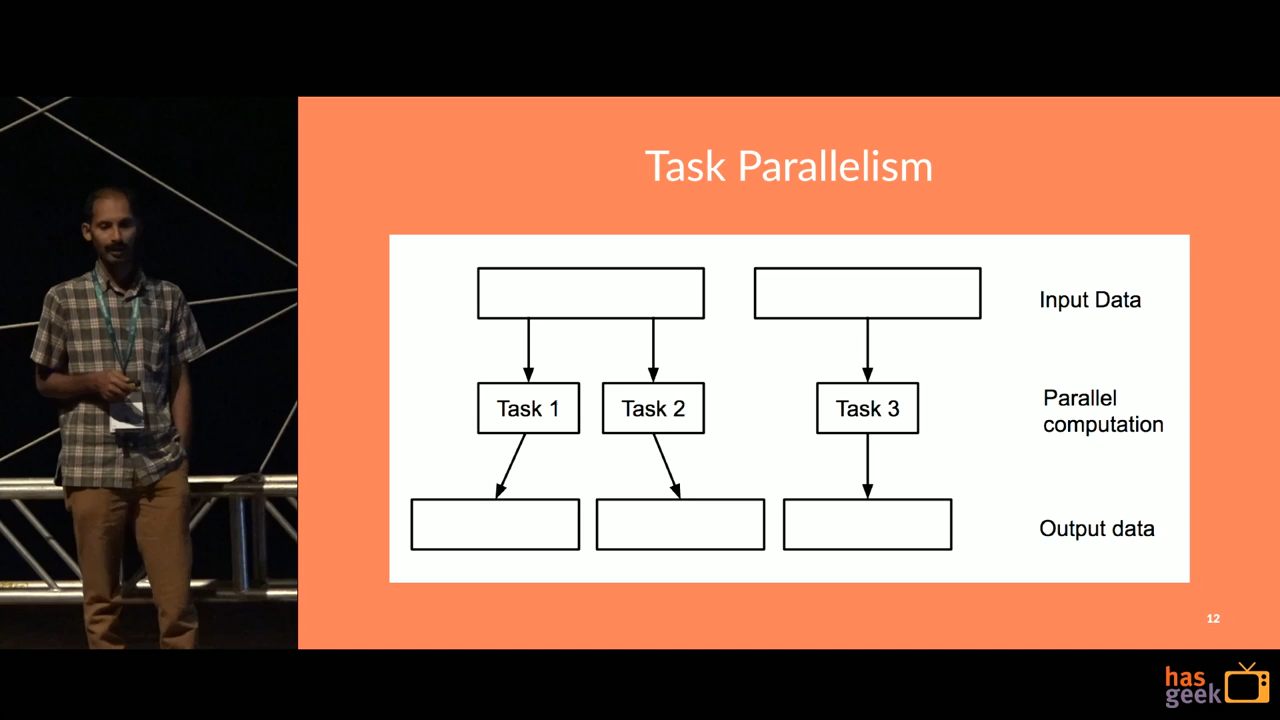 Task Parallelism
Input Data
Task 1
Task 2
Task 3
Parallel
computation
Output data
12
has
geek